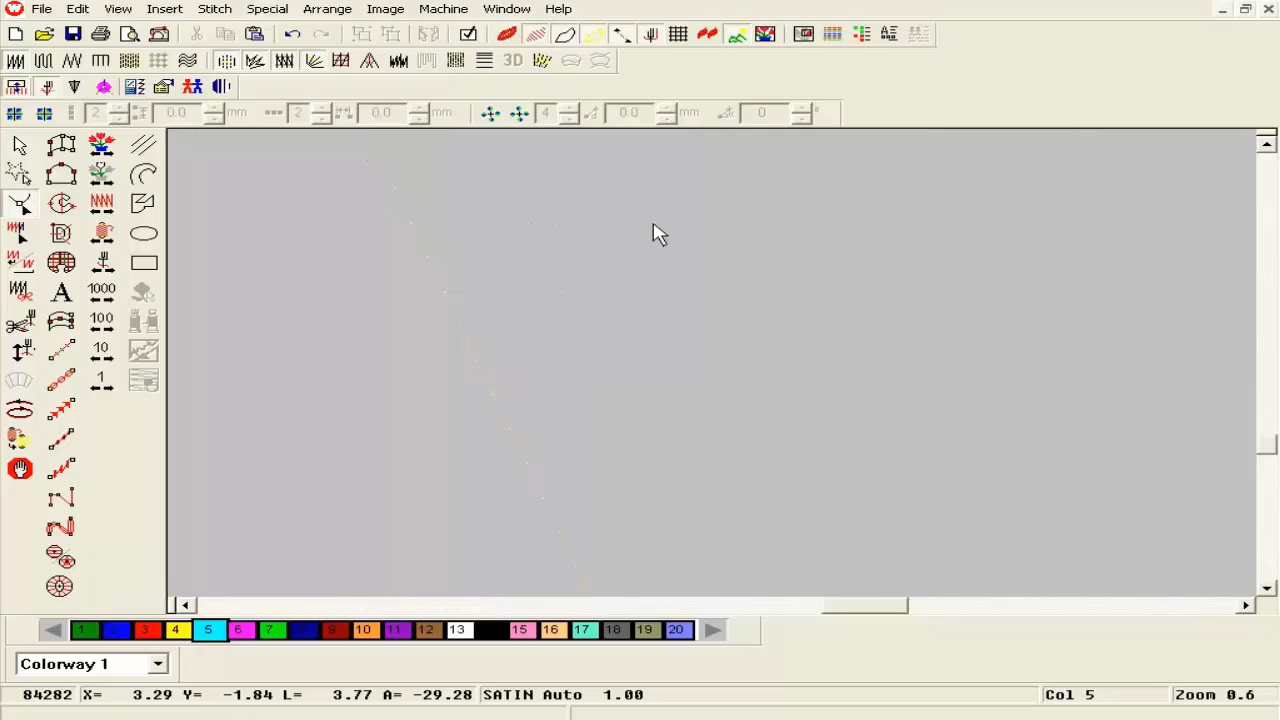 File Edit View Insert Stitch Special Arrange Image Machine Window Help
3D
2 0.0 mm 2 0.0 mm 4 0.0 mm 0 °
A 1000
100
10
1
1 2 3 4 5 6 7 9 10 11 12 13 15 16 17 18 19 20
Colorway 1
84282 X= 3.29 Y= -1.84 L= 3.77 A= -29.28 SATIN Auto 1.00 Col 5 Zoom 0.6